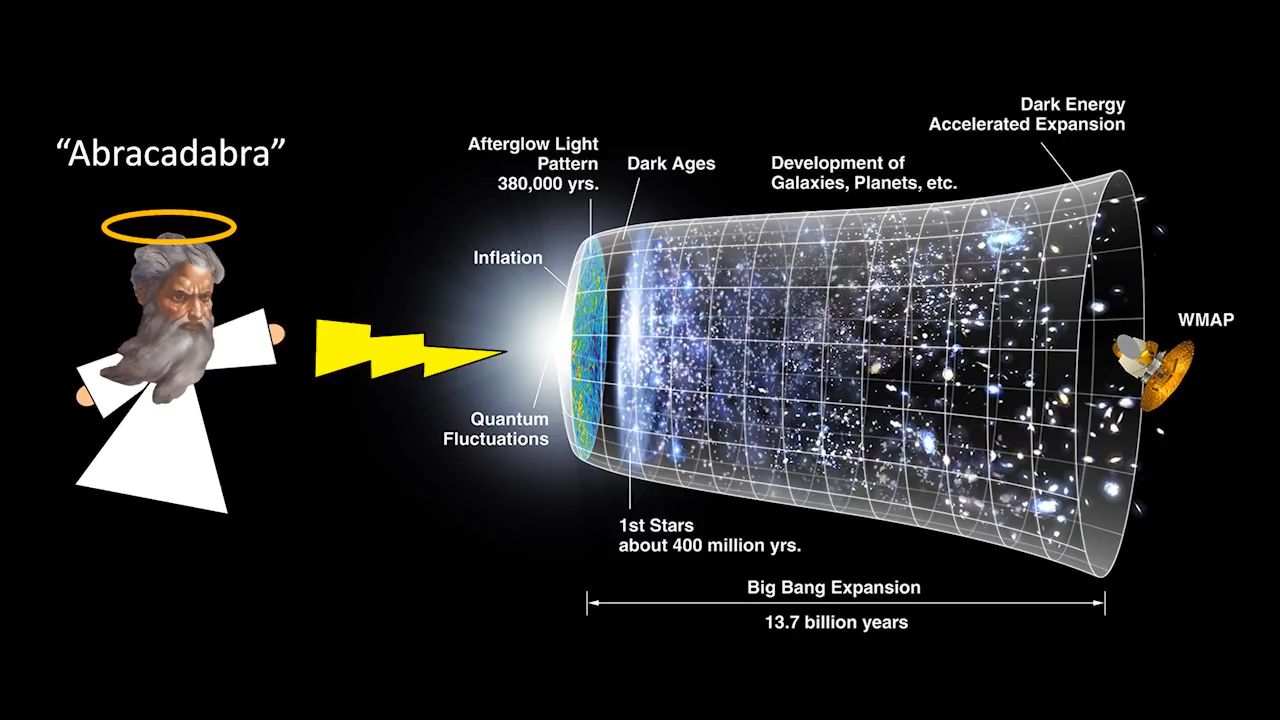 “Abracadabra”
Afterglow Light
Pattern
380,000 yrs.
Dark Ages
Development of
Galaxies, Planets, etc.
Dark Energy
Accelerated Expansion
Inflation
WMAP
Quantum
Fluctuations
1st Stars
about 400 million yrs.
Big Bang Expansion
13.7 billion years